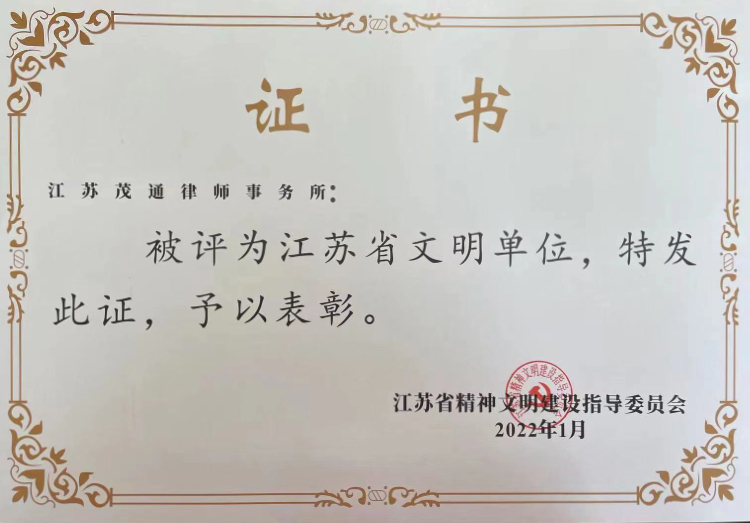 证书
江苏茂通律师事务所：
被评为江苏省文明单位，特发
此证，予以表彰。
江苏省精神文明建设指导委员会
2022年1月